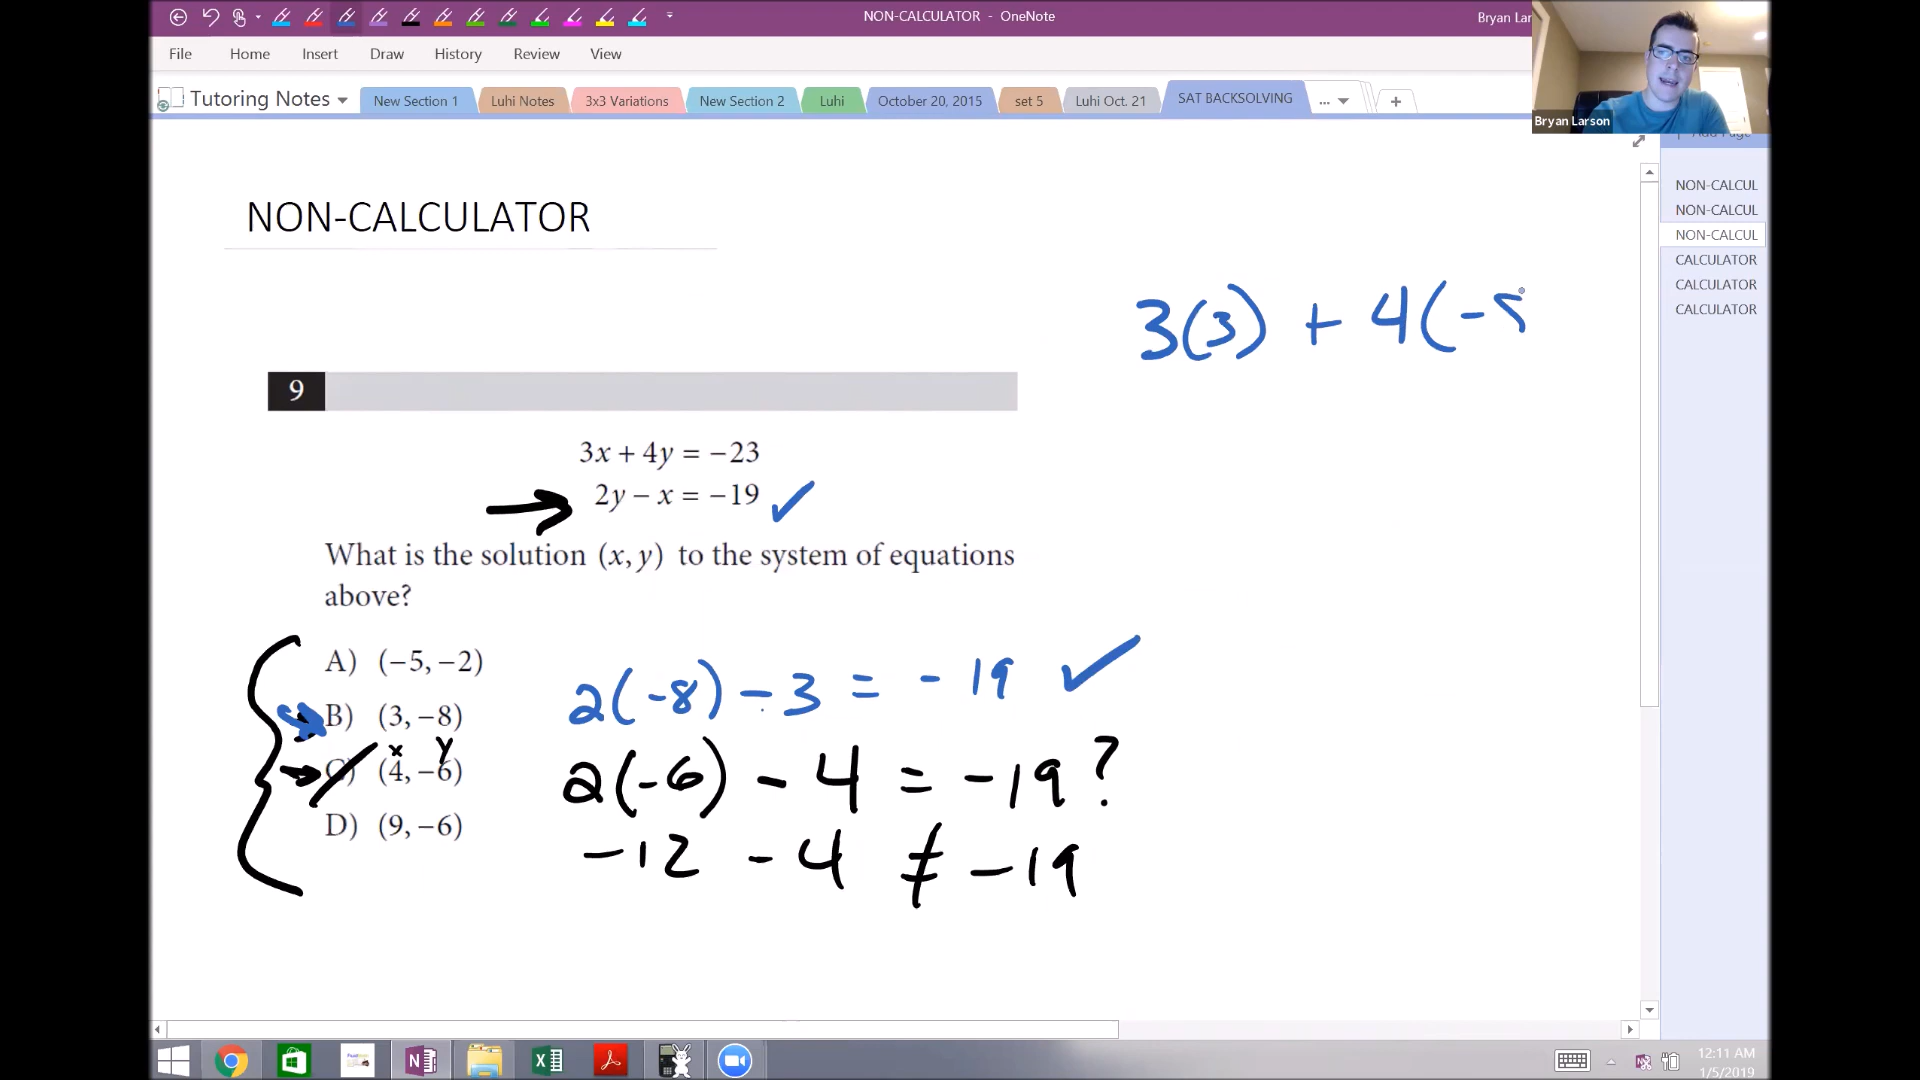 NON-CALCULATOR - OneNote
Bryan Lar
File Home Insert Draw History Review View
Tutoring Notes New Section 1 Luhi Notes 3x3 Variations New Section 2 Luhi October 20, 2015 set 5 Luhi Oct. 21 SAT BACKSOLVING ... +
Bryan Larson
Add Page
NON-CALCUL
NON-CALCUL
NON-CALCUL
CALCULATOR
CALCULATOR
CALCULATOR
NON-CALCULATOR
3(3) + 4(-
9
3x + 4y = −23
2y − x = −19
What is the solution (x, y) to the system of equations
above?
A) (−5, −2)
B) (3, −8)
x y
C) (4, −6)
D) (9, −6)
2(-8) - 3 = -19
2(-6) - 4 = -19?
-12 - 4 ≠ -19
12:11 AM
1/5/2019